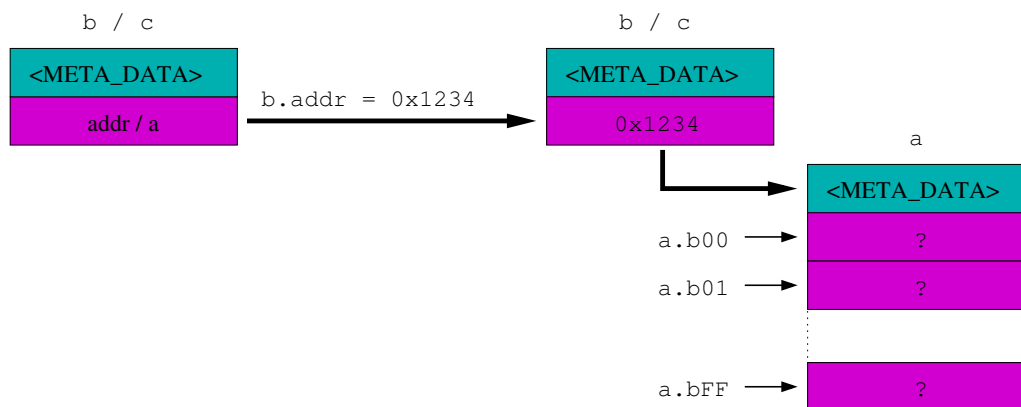 b / c
<META_DATA>
addr / a
b.addr = 0x1234
b / c
<META_DATA>
0x1234
a
<META_DATA>
a.b00
?
a.b01
?
a.bFF
?